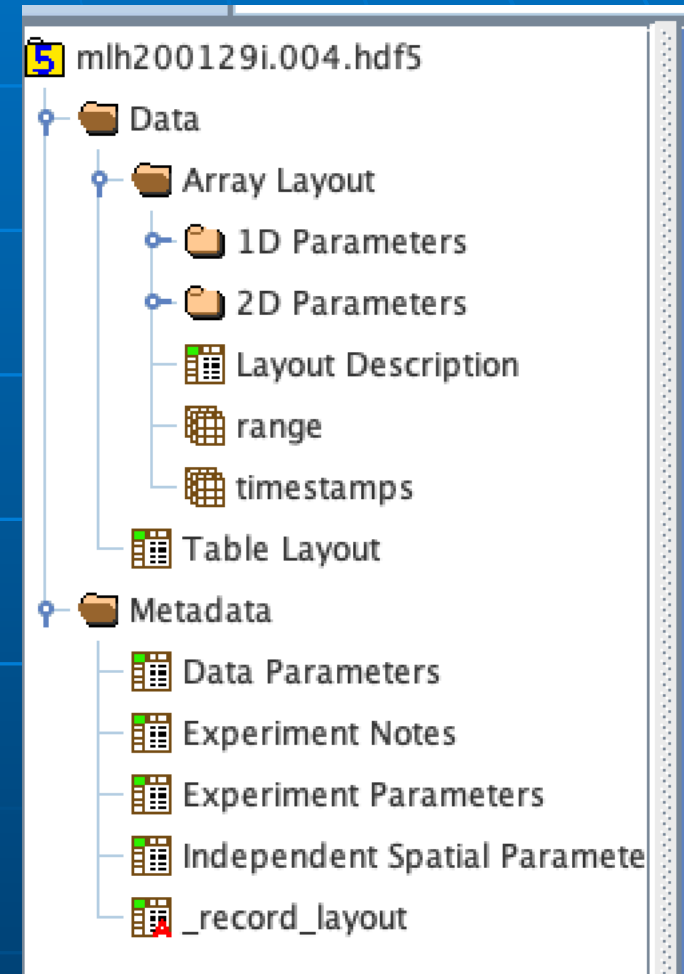 5 mlh200129i.004.hdf5
Data
Array Layout
1D Parameters
2D Parameters
Layout Description
range
timestamps
Table Layout
Metadata
Data Parameters
Experiment Notes
Experiment Parameters
Independent Spatial Paramete
A _record_layout